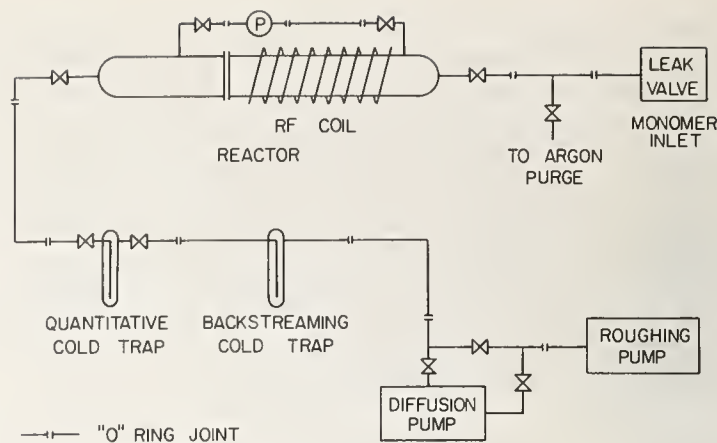 P
LEAK
VALVE
RF COIL
MONOMER
INLET
REACTOR
TO ARGON
PURGE
QUANTITATIVE
COLD TRAP
BACKSTREAMING
COLD TRAP
ROUGHING
PUMP
DIFFUSION
PUMP
"O" RING JOINT